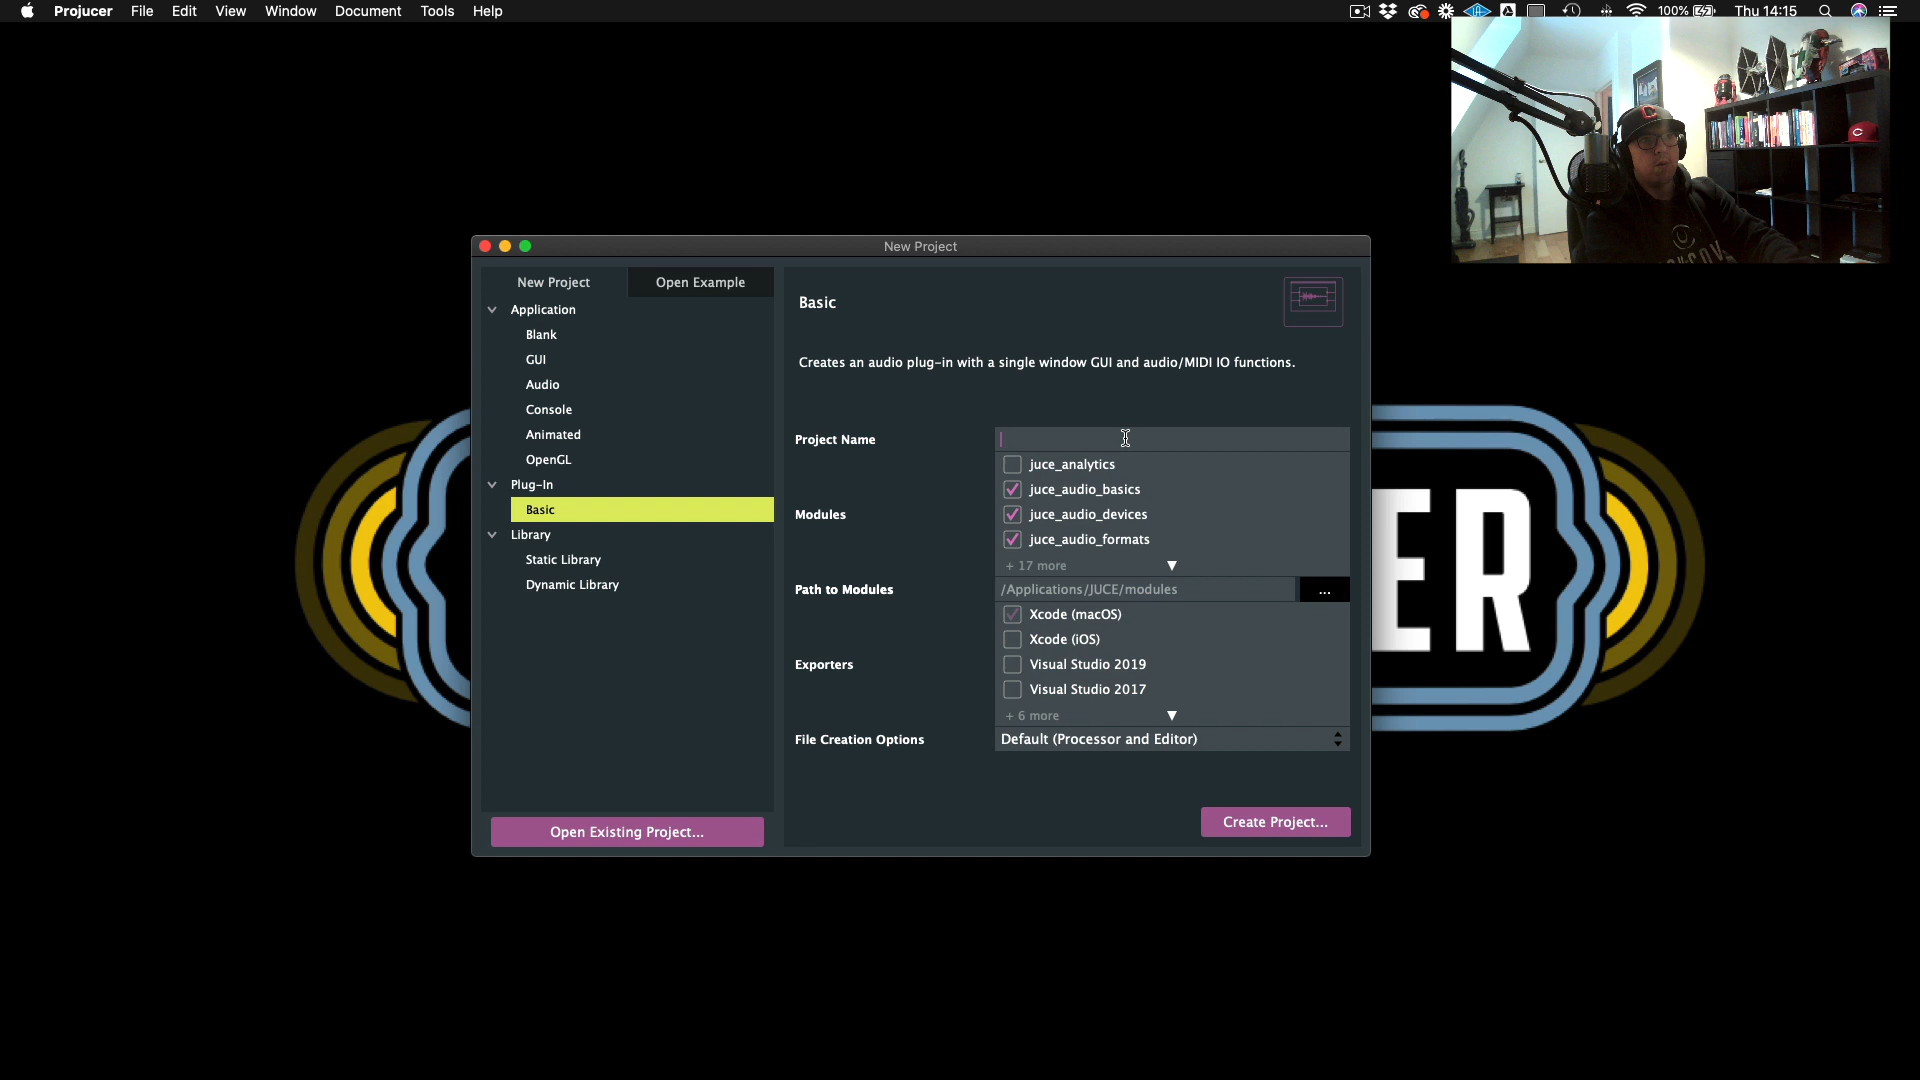 Projucer File Edit View Window Document Tools Help
100% Thu 14:15
New Project
New Project Open Example
Application
Blank
GUI
Audio
Console
Animated
OpenGL
Plug-In
Basic
Library
Static Library
Dynamic Library
Open Existing Project...
Basic
Creates an audio plug-in with a single window GUI and audio/MIDI IO functions.
Project Name
Modules
juce_analytics
juce_audio_basics
juce_audio_devices
juce_audio_formats
+ 17 more
Path to Modules
/Applications/JUCE/modules
...
Exporters
Xcode (macOS)
Xcode (iOS)
Visual Studio 2019
Visual Studio 2017
+ 6 more
File Creation Options
Default (Processor and Editor)
Create Project...
ER
C
C